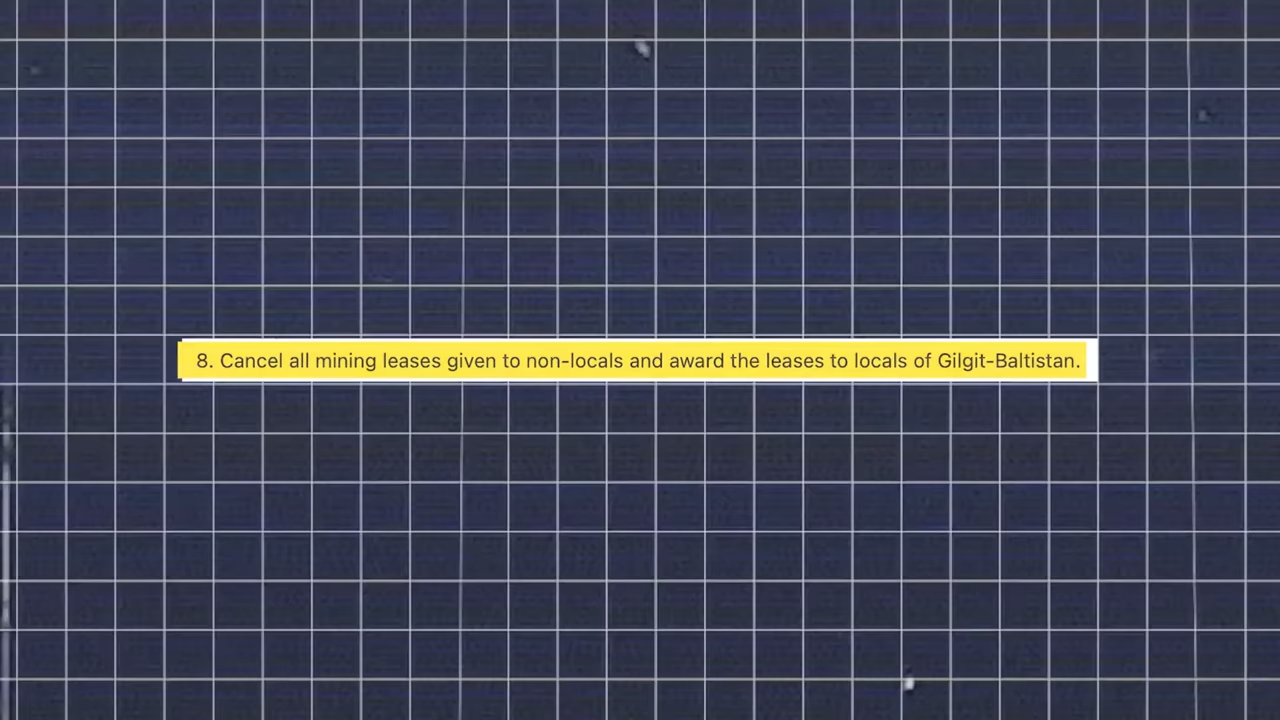 8. Cancel all mining leases given to non-locals and award the leases to locals of Gilgit-Baltistan.